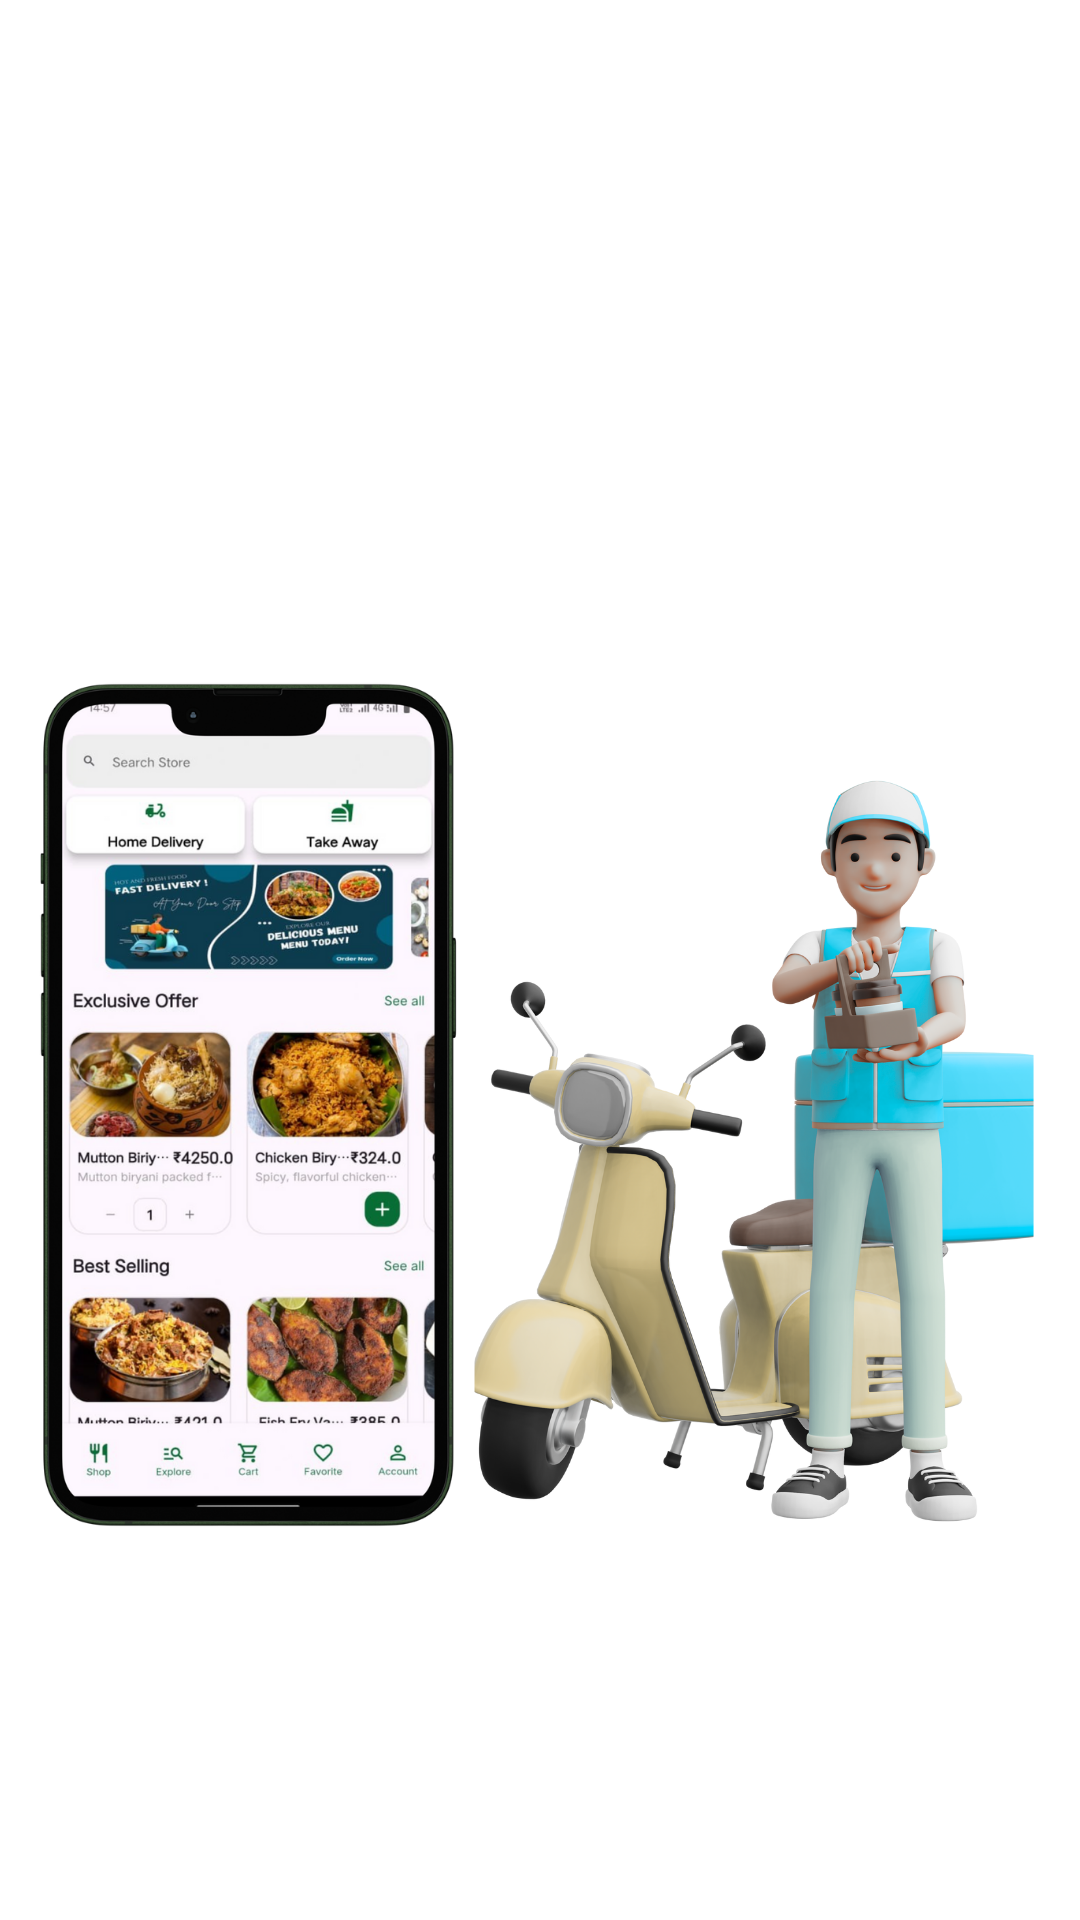 14:57
4G
Search Store
Home Delivery
Take Away
HOT AND FRESH FOOD
FAST DELIVERY !
At Your Door Step
EXPLORE OUR
DELICIOUS MENU
MENU TODAY!
Order Now
Exclusive Offer
See all
Mutton Biriy··· ₹4250.0
Mutton biryani packed f···
− 1 +
Chicken Biry···₹324.0
Spicy, flavorful chicken···
+
Best Selling
See all
Mutton Biriy··· ₹421.0
Fish Fry Va··· ₹385.0
Shop
Explore
Cart
Favorite
Account